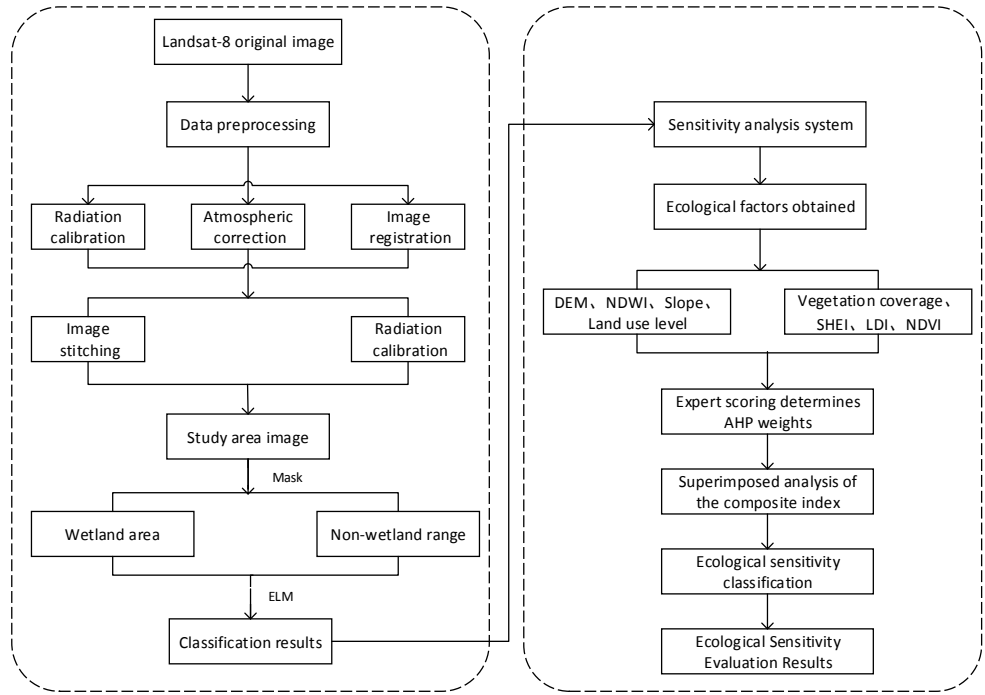 Landsat-8 original image
Data preprocessing
Radiation
calibration
Atmospheric
correction
Image
registration
Image
stitching
Radiation
calibration
Study area image
Mask
Wetland area
Non-wetland range
ELM
Classification results
Sensitivity analysis system
Ecological factors obtained
DEM、NDWI、Slope、
Land use level
Vegetation coverage、
SHEI、LDI、NDVI
Expert scoring determines
AHP weights
Superimposed analysis of
the composite index
Ecological sensitivity
classification
Ecological Sensitivity
Evaluation Results